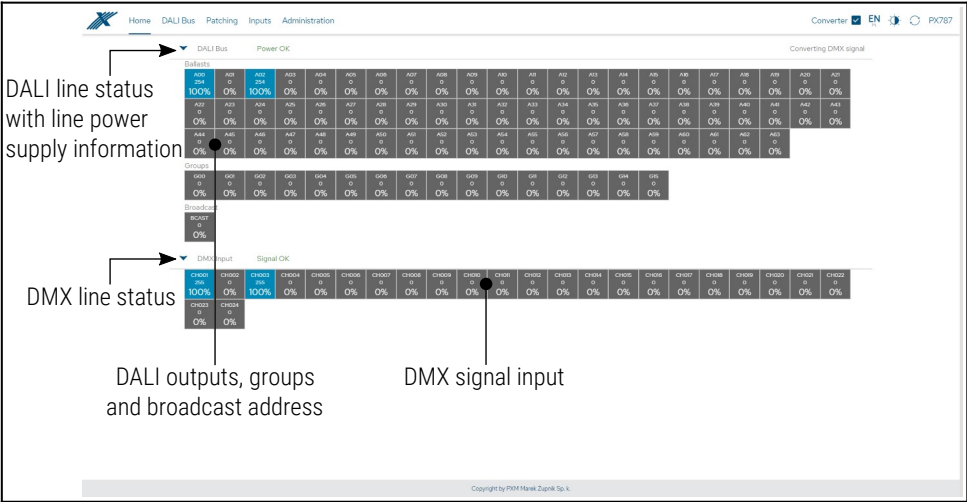 Home DALI Bus Patching Inputs Administration Converter EN PX787
DALI Bus Power OK Converting DMX signal
Ballasts
A00 A01 A02 A03 A04 A05 A06 A07 A08 A09 A10 A11 A12 A13 A14 A15 A16 A17 A18 A19 A20 A21
254 0 254 0 0 0 0 0 0 0 0 0 0 0 0 0 0 0 0 0 0 0
100% 0% 100% 0% 0% 0% 0% 0% 0% 0% 0% 0% 0% 0% 0% 0% 0% 0% 0% 0% 0% 0%
A22 A23 A24 A25 A26 A27 A28 A29 A30 A31 A32 A33 A34 A35 A36 A37 A38 A39 A40 A41 A42 A43
0 0 0 0 0 0 0 0 0 0 0 0 0 0 0 0 0 0 0 0 0 0
0% 0% 0% 0% 0% 0% 0% 0% 0% 0% 0% 0% 0% 0% 0% 0% 0% 0% 0% 0% 0% 0%
A44 A45 A46 A47 A48 A49 A50 A51 A52 A53 A54 A55 A56 A57 A58 A59 A60 A61 A62 A63
0 0 0 0 0 0 0 0 0 0 0 0 0 0 0 0 0 0 0
0% 0% 0% 0% 0% 0% 0% 0% 0% 0% 0% 0% 0% 0% 0% 0% 0% 0% 0% 0%
Groups
G00 G01 G02 G03 G04 G05 G06 G07 G08 G09 G10 G11 G12 G13 G14 G15
0 0 0 0 0 0 0 0 0 0 0 0 0 0 0 0
0% 0% 0% 0% 0% 0% 0% 0% 0% 0% 0% 0% 0% 0% 0% 0%
Broadcast
BCAST
0
0%
DMX Input Signal OK
CH001 CH002 CH003 CH004 CH005 CH006 CH007 CH008 CH009 CH010 CH011 CH012 CH013 CH014 CH015 CH016 CH017 CH018 CH019 CH020 CH021 CH022
255 0 255 0 0 0 0 0 0 0 0 0 0 0 0 0 0 0 0 0 0 0
100% 0% 100% 0% 0% 0% 0% 0% 0% 0% 0% 0% 0% 0% 0% 0% 0% 0% 0% 0% 0% 0%
CH023 CH024
0 0
0% 0%
DALI line status
with line power
supply information
DMX line status
DALI outputs, groups
and broadcast address
DMX signal input
Copyright by PXM Marek Żupnik Sp. k.